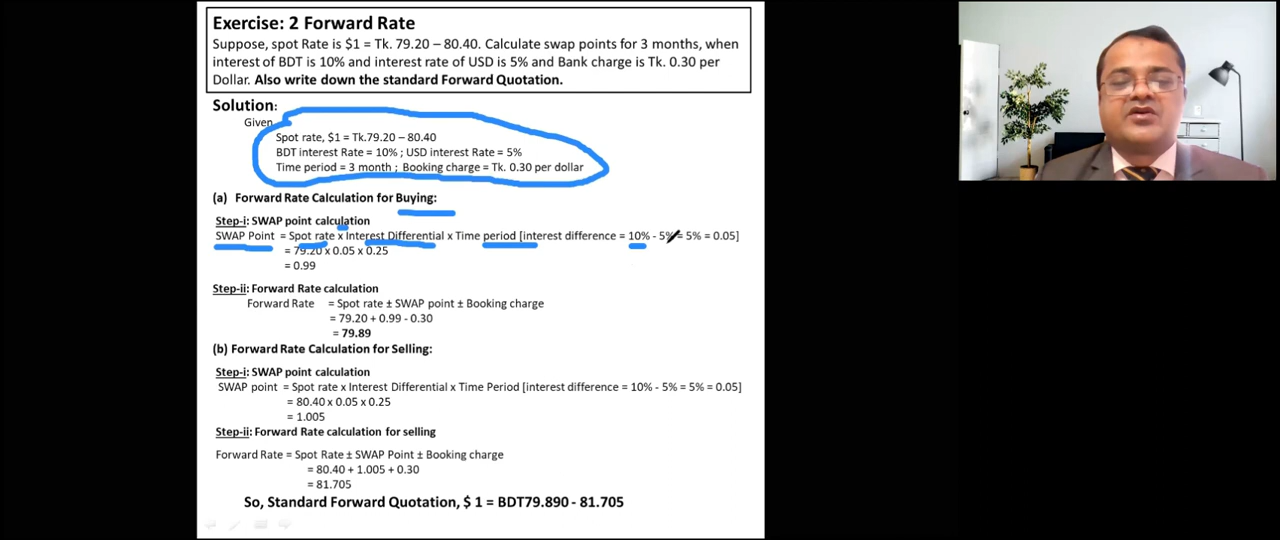 Exercise: 2 Forward Rate
Suppose, spot Rate is $1 = Tk. 79.20 – 80.40. Calculate swap points for 3 months, when
interest of BDT is 10% and interest rate of USD is 5% and Bank charge is Tk. 0.30 per
Dollar. Also write down the standard Forward Quotation.
Solution:
Given
Spot rate, $1 = Tk.79.20 – 80.40
BDT interest Rate = 10% ; USD interest Rate = 5%
Time period = 3 month ; Booking charge = Tk. 0.30 per dollar
(a) Forward Rate Calculation for Buying:
Step-i: SWAP point calculation
SWAP Point = Spot rate x Interest Differential x Time period [interest difference = 10% - 5% = 5% = 0.05]
= 79.20 x 0.05 x 0.25
= 0.99
Step-ii: Forward Rate calculation
Forward Rate = Spot rate ± SWAP point ± Booking charge
= 79.20 + 0.99 - 0.30
= 79.89
(b) Forward Rate Calculation for Selling:
Step-i: SWAP point calculation
SWAP point = Spot rate x Interest Differential x Time Period [interest difference = 10% - 5% = 5% = 0.05]
= 80.40 x 0.05 x 0.25
= 1.005
Step-ii: Forward Rate calculation for selling
Forward Rate = Spot Rate ± SWAP Point ± Booking charge
= 80.40 + 1.005 + 0.30
= 81.705
So, Standard Forward Quotation, $ 1 = BDT79.890 - 81.705